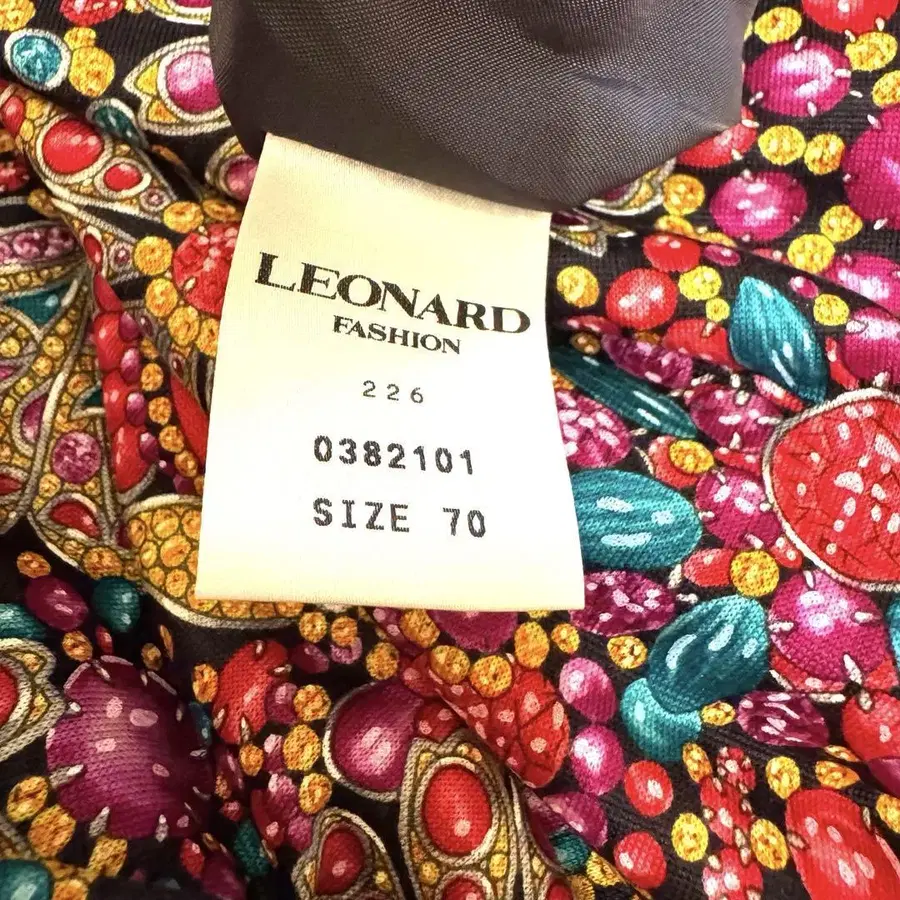 LEONARD
FASHION
226
0382101
SIZE 70